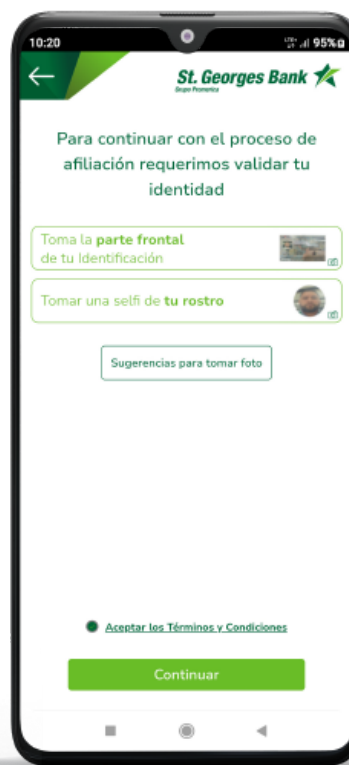 10:20
95%
St. Georges Bank
Grupo Promerica
Para continuar con el proceso de
afiliación requerimos validar tu
identidad
Toma la parte frontal
de tu Identificación
Tomar una selfi de tu rostro
Sugerencias para tomar foto
Aceptar los Términos y Condiciones
Continuar